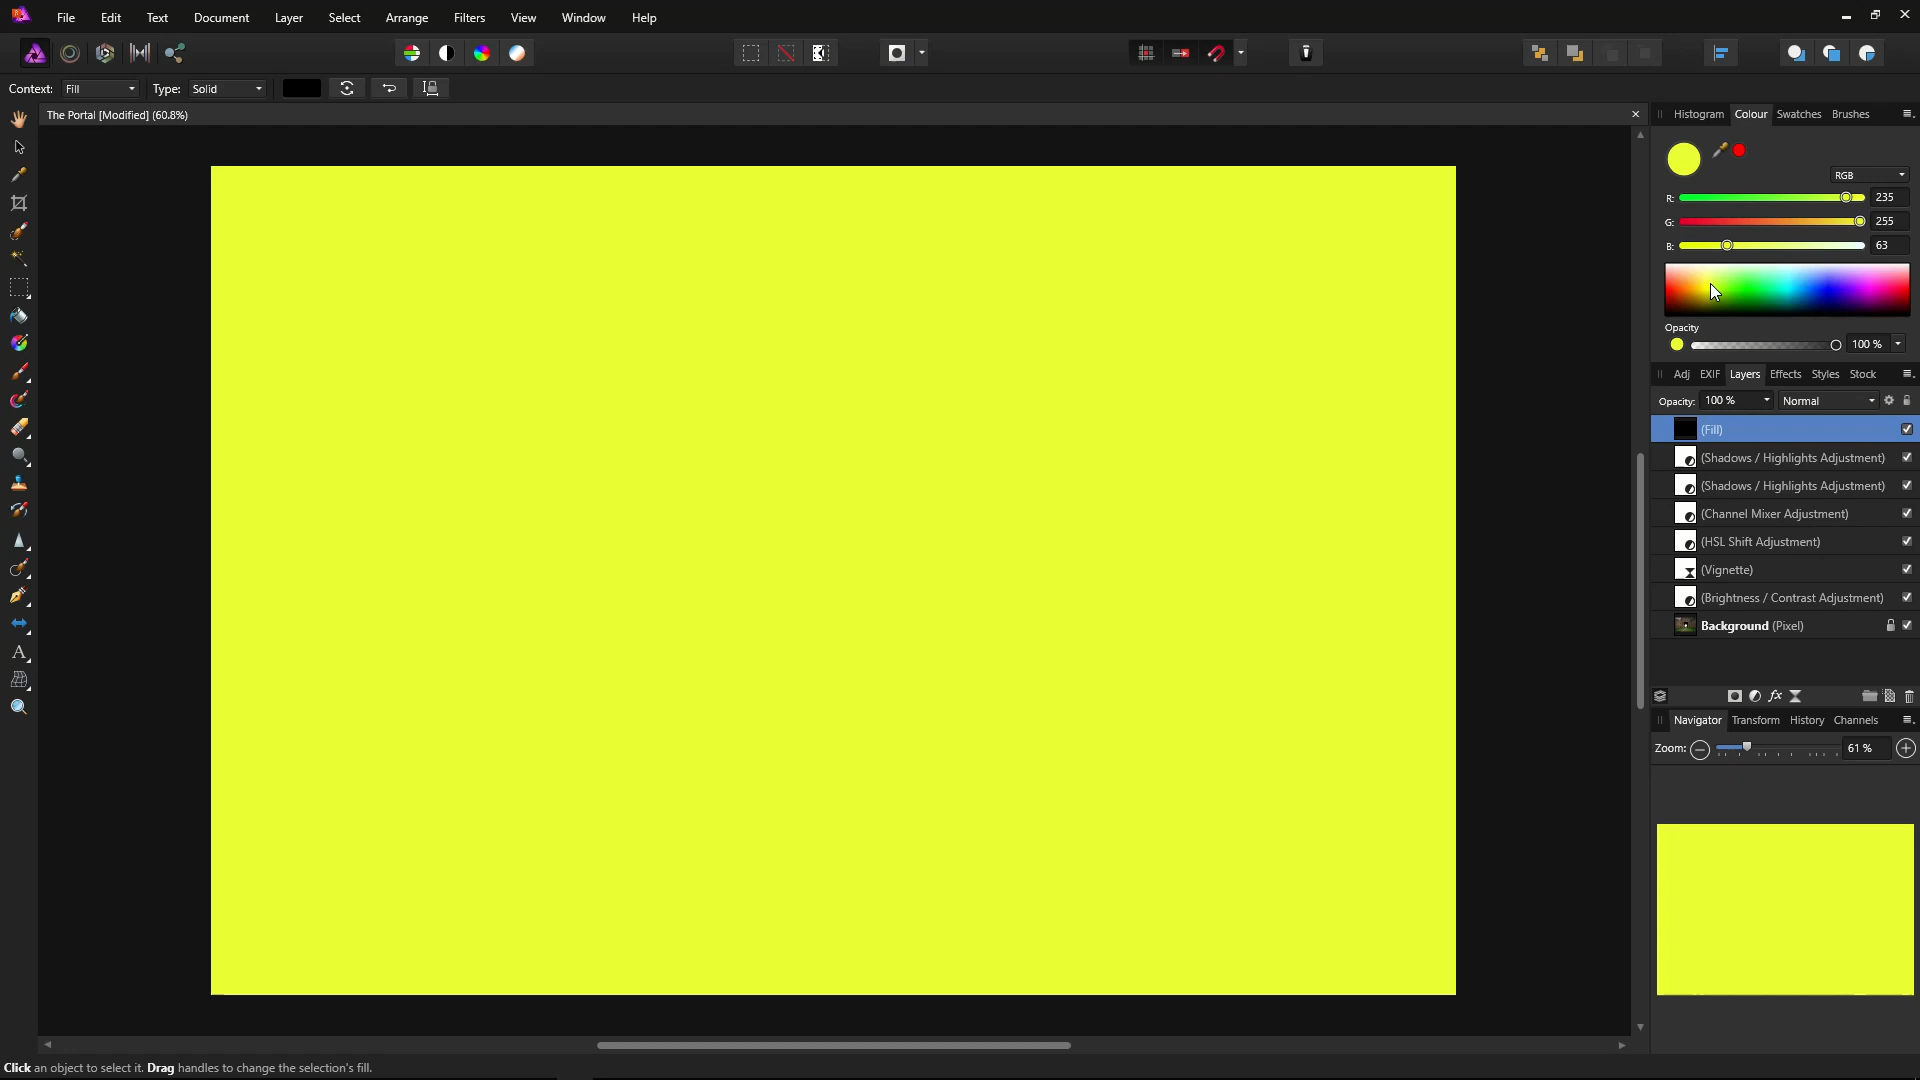 File Edit Text Document Layer Select Arrange Filters View Window Help
Context: Fill Type: Solid
The Portal [Modified] (60.8%)
Histogram Colour Swatches Brushes
RGB
R: 235
G: 255
B: 63
Opacity
100 %
Adj EXIF Layers Effects Styles Stock
Opacity: 100 % Normal
(Fill)
(Shadows / Highlights Adjustment)
(Shadows / Highlights Adjustment)
(Channel Mixer Adjustment)
(HSL Shift Adjustment)
(Vignette)
(Brightness / Contrast Adjustment)
Background (Pixel)
fx
Navigator Transform History Channels
Zoom: 61 %
A
Click an object to select it. Drag handles to change the selection's fill.